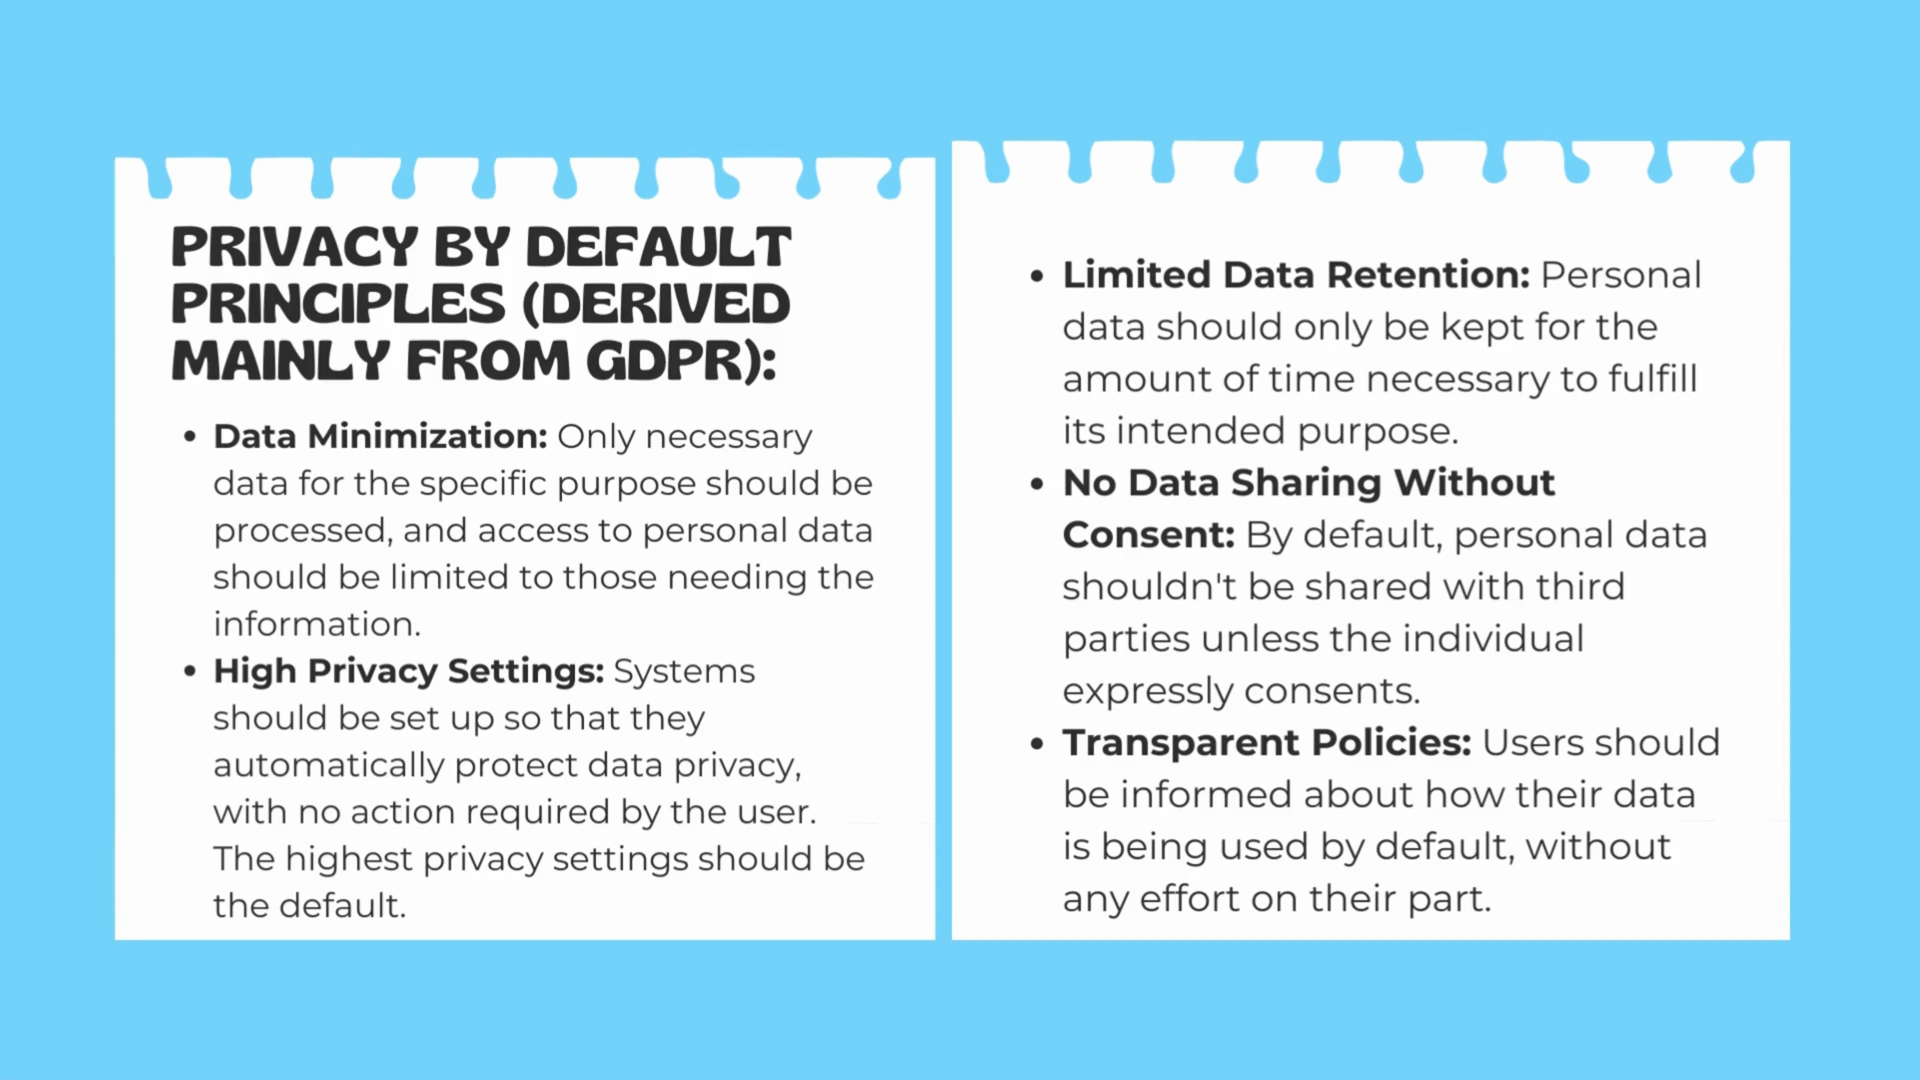 PRIVACY BY DEFAULT
PRINCIPLES (DERIVED
MAINLY FROM GDPR):
• Data Minimization: Only necessary
data for the specific purpose should be
processed, and access to personal data
should be limited to those needing the
information.
• High Privacy Settings: Systems
should be set up so that they
automatically protect data privacy,
with no action required by the user.
The highest privacy settings should be
the default.
• Limited Data Retention: Personal
data should only be kept for the
amount of time necessary to fulfill
its intended purpose.
• No Data Sharing Without
Consent: By default, personal data
shouldn't be shared with third
parties unless the individual
expressly consents.
• Transparent Policies: Users should
be informed about how their data
is being used by default, without
any effort on their part.